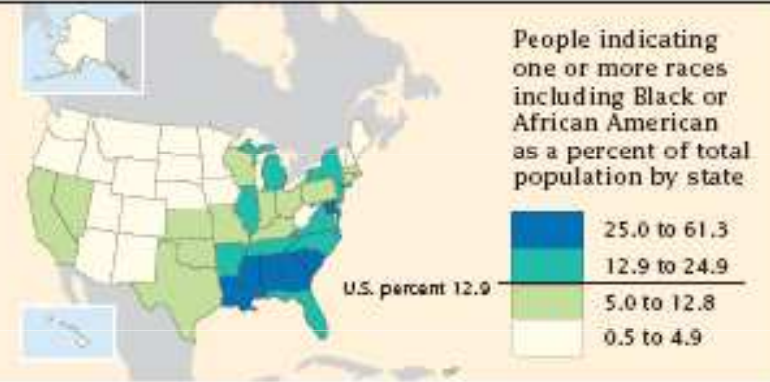 People indicating
one or more races
including Black or
African American
as a percent of total
population by state
25.0 to 61.3
12.9 to 24.9
U.S. percent 12.9
5.0 to 12.8
0.5 to 4.9